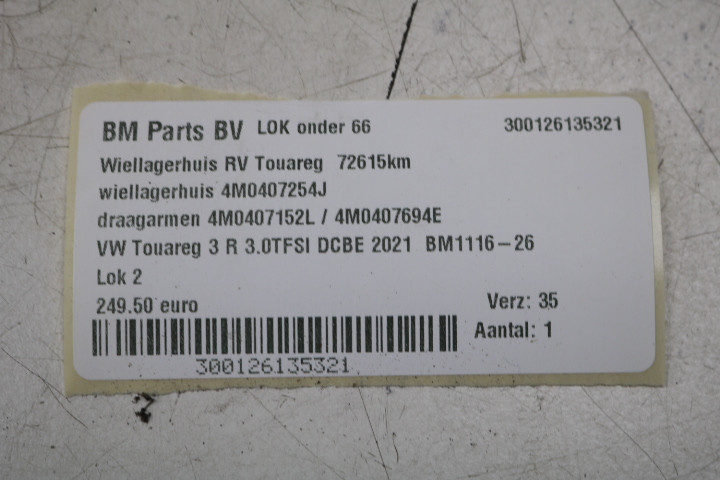 BM Parts BV LOK onder 66 300126135321
Wiellagerhuis RV Touareg 72615km
wiellagerhuis 4M0407254J
draagarmen 4M0407152L / 4M0407694E
VW Touareg 3 R 3.0TFSI DCBE 2021 BM1116-26
Lok 2
249.50 euro Verz: 35
Aantal: 1
300126135321